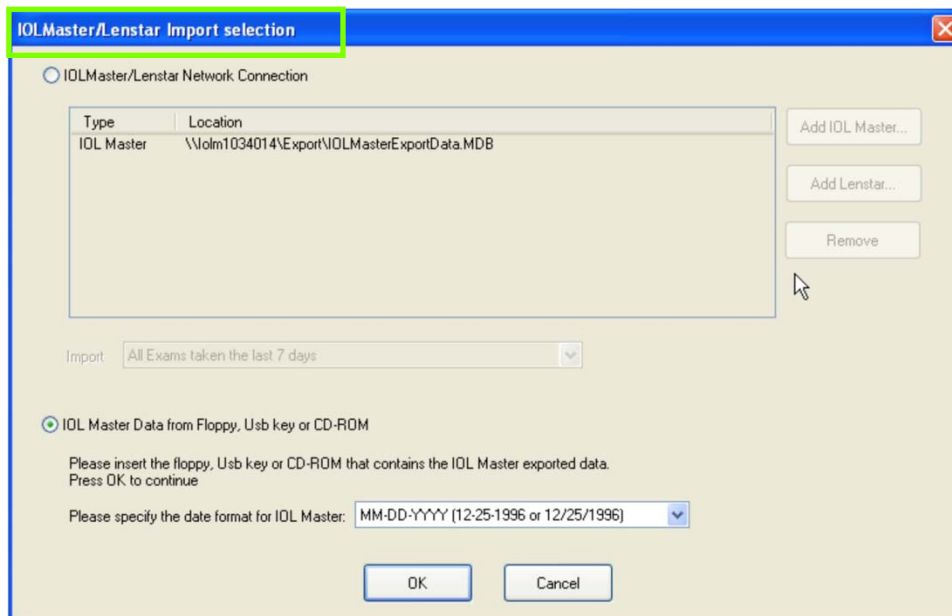 IOLMaster/Lenstar Import selection
IOLMaster/Lenstar Network Connection
Type Location
IOL Master \\Iolm1034014\Export\IOLMasterExportData.MDB
Add IOL Master...
Add Lenstar...
Remove
Import All Exams taken the last 7 days
IOL Master Data from Floppy, Usb key or CD-ROM
Please insert the floppy, Usb key or CD-ROM that contains the IOL Master exported data.
Press OK to continue
Please specify the date format for IOL Master: MM-DD-YYYY (12-25-1996 or 12/25/1996)
OK Cancel